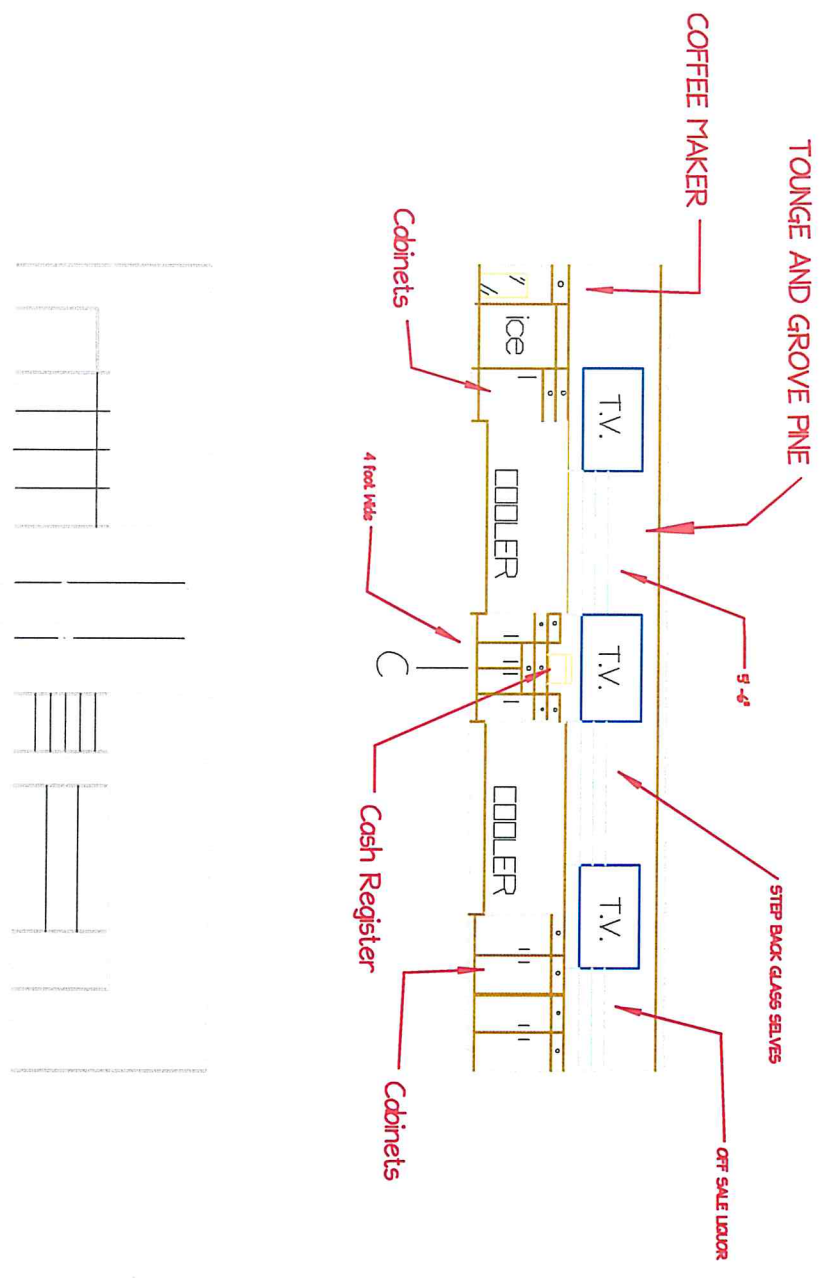 TOUNGE AND GROVE PINE
COFFEE MAKER
5'-6"
STEP BACK GLASS SELVES
OFF SALE LIQUOR
T.V.
T.V.
T.V.
ice
COOLER
COOLER
Cabinets
4 foot wide
C
Cash Register
Cabinets